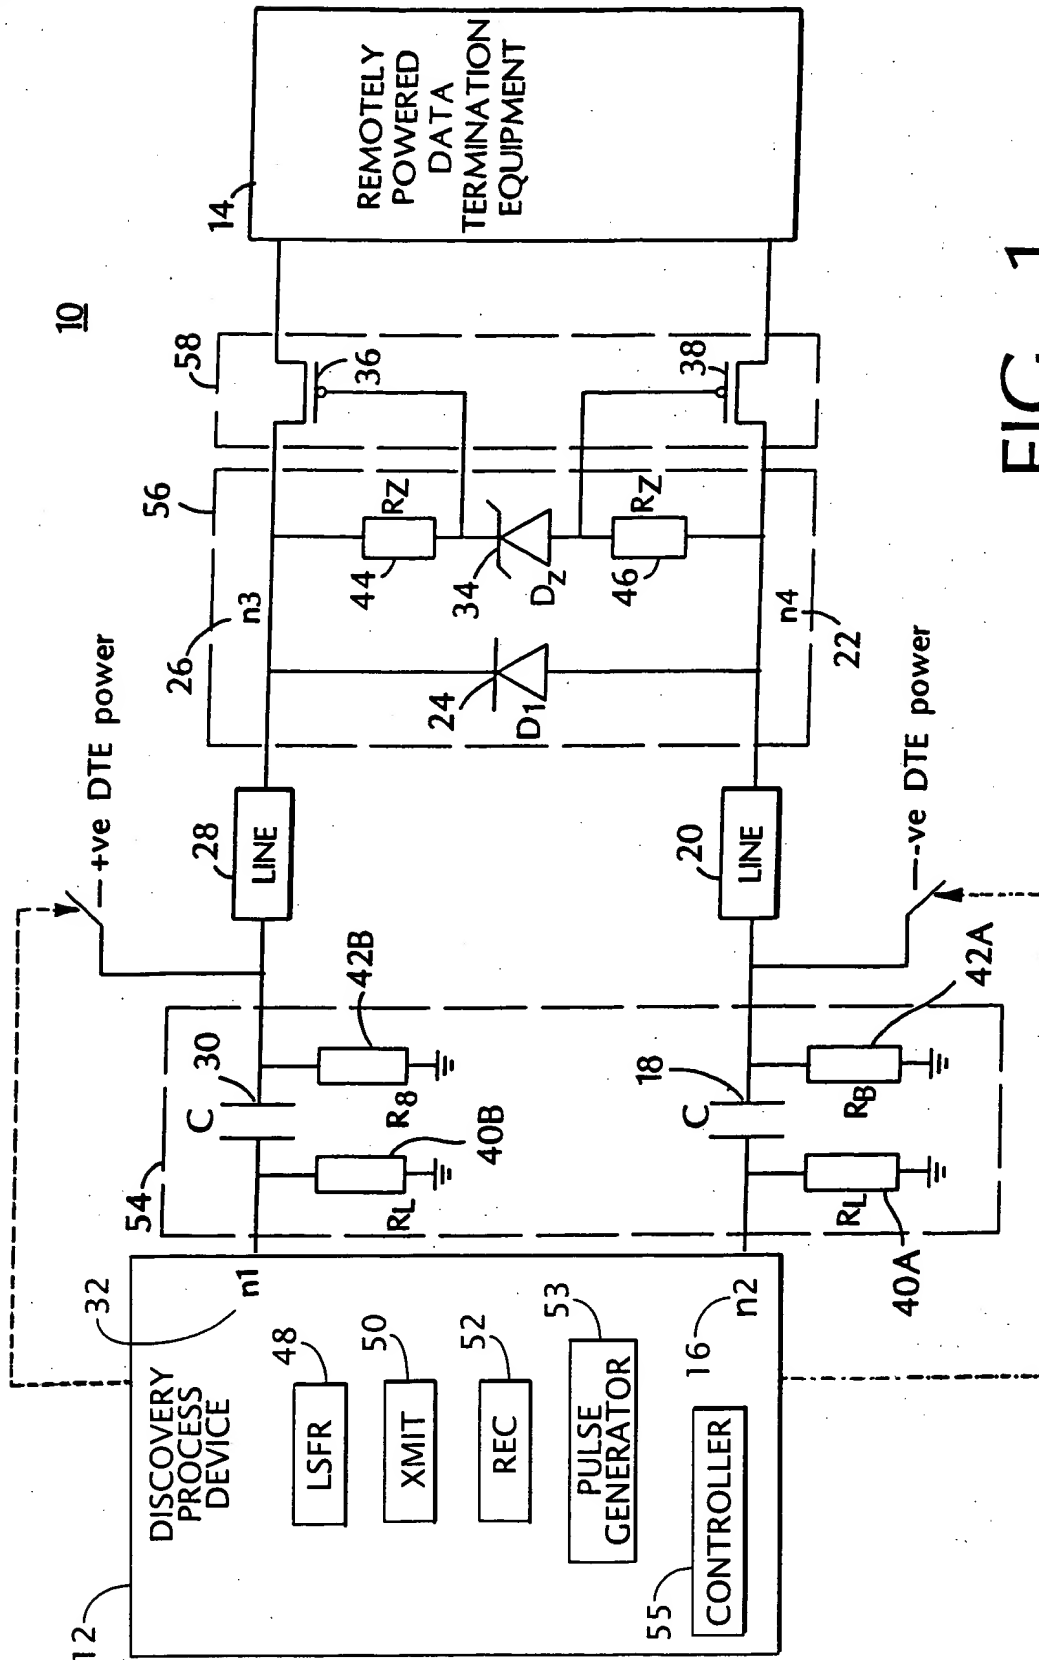 10
12
DISCOVERY
PROCESS
DEVICE
32
n1
48
LSFR
50
XMIT
52
REC
53
PULSE
GENERATOR
55
CONTROLLER
16
n2
54
C
30
RL
40B
R8
42B
C
18
RL
40A
RB
42A
+ve DTE power
--ve DTE power
28
LINE
20
LINE
56
26
n3
24
D1
44
RZ
34
DZ
46
RZ
n4
22
58
36
38
14
REMOTELY
POWERED
DATA
TERMINATION
EQUIPMENT
FIG. 1